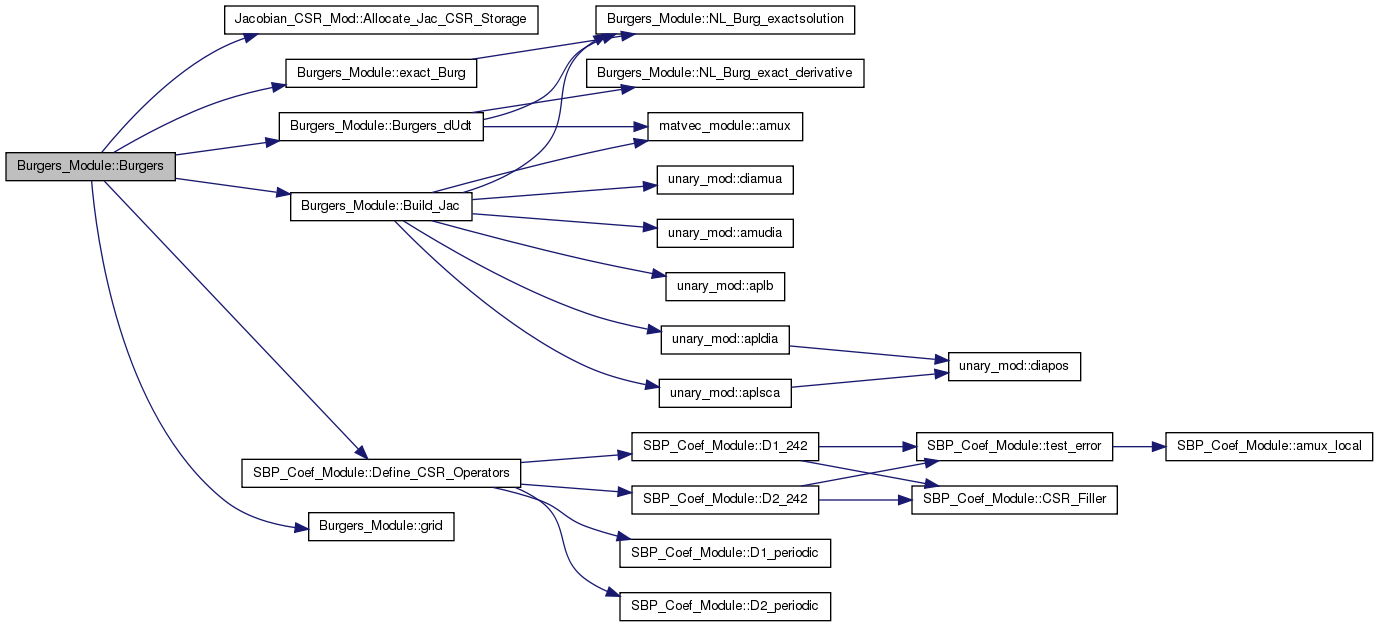 Jacobian_CSR_Mod::Allocate_Jac_CSR_Storage
Burgers_Module::NL_Burg_exactsolution
Burgers_Module::exact_Burg
Burgers_Module::NL_Burg_exact_derivative
Burgers_Module::Burgers_dUdt
matvec_module::amux
Burgers_Module::Burgers
unary_mod::diamua
Burgers_Module::Build_Jac
unary_mod::amudia
unary_mod::aplb
unary_mod::apldia
unary_mod::diapos
unary_mod::aplsca
SBP_Coef_Module::D1_242
SBP_Coef_Module::test_error
SBP_Coef_Module::amux_local
SBP_Coef_Module::Define_CSR_Operators
SBP_Coef_Module::D2_242
SBP_Coef_Module::CSR_Filler
Burgers_Module::grid
SBP_Coef_Module::D1_periodic
SBP_Coef_Module::D2_periodic